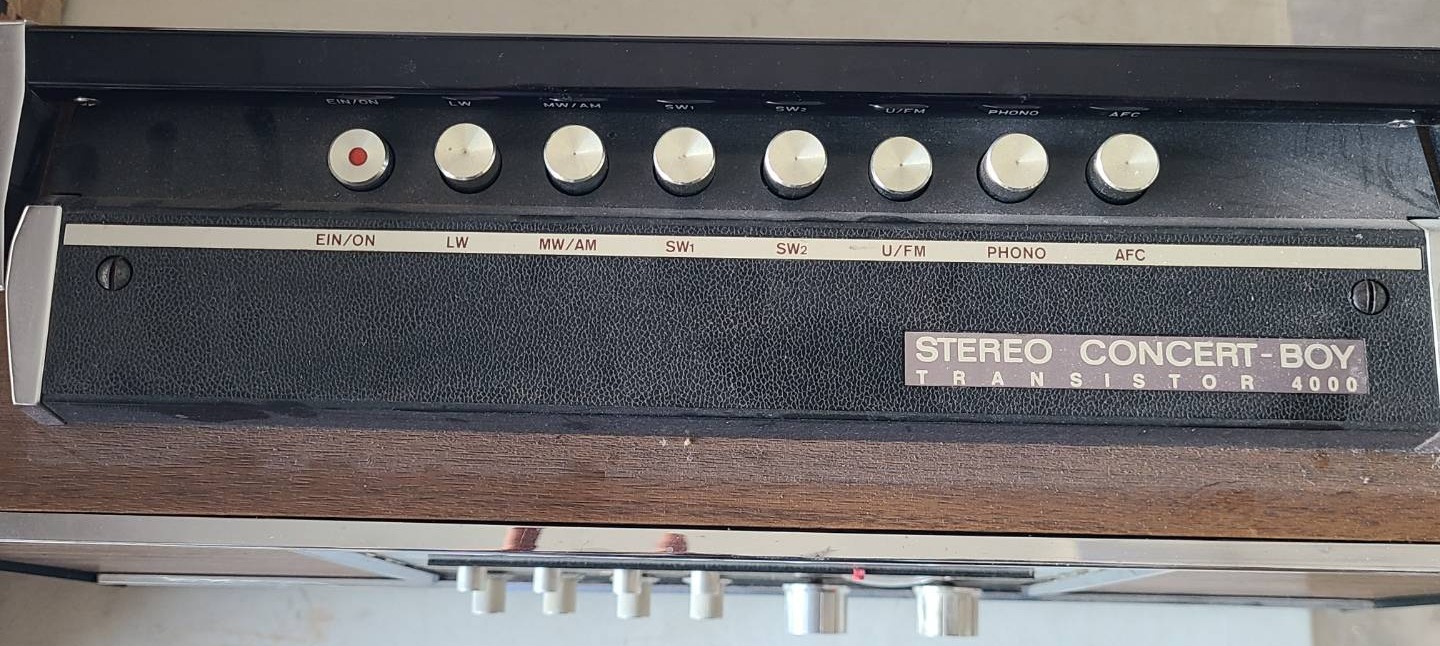 EIN/ON LW MW/AM SW1 SW2 U/FM PHONO AFC
EIN/ON LW MW/AM SW1 SW2 U/FM PHONO AFC
STEREO CONCERT-BOY
TRANSISTOR 4000